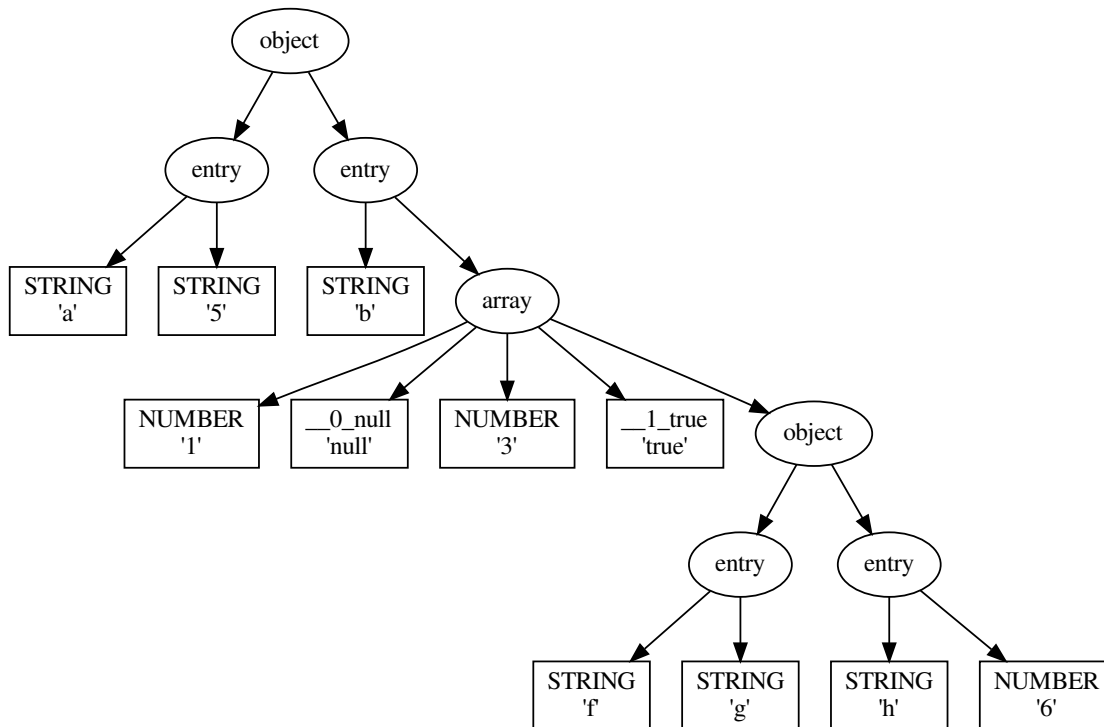 object
entry
entry
STRING
'a'
STRING
'5'
STRING
'b'
array
NUMBER
'1'
__0_null
'null'
NUMBER
'3'
__1_true
'true'
object
entry
entry
STRING
'f'
STRING
'g'
STRING
'h'
NUMBER
'6'